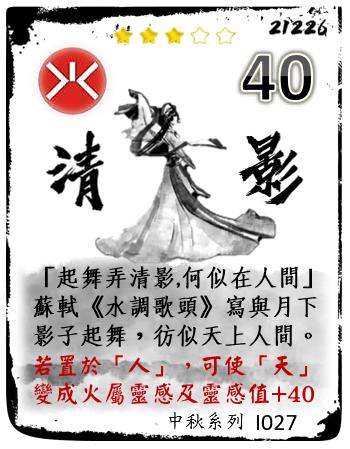 21226
40
清影
「起舞弄清影,何似在人間」
蘇軾《水調歌頭》寫與月下
影子起舞，彷似天上人間。
若置於「人」，可使「天」
變成火屬靈感及靈感值+40
中秋系列 I027